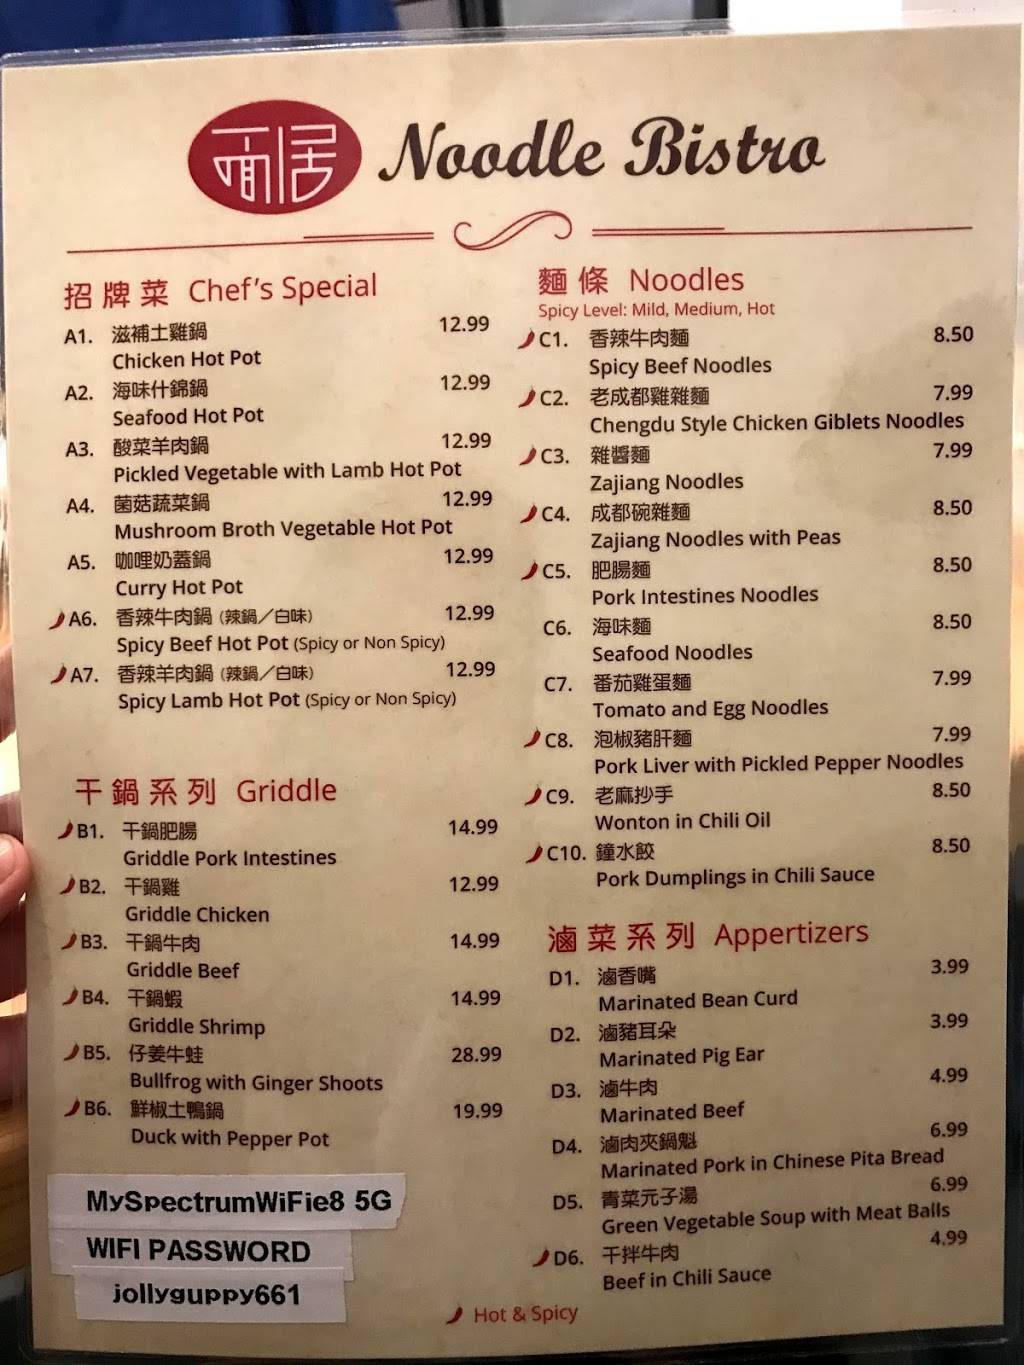 面居 Noodle Bistro
招牌菜 Chef's Special
A1. 滋補土雞鍋 12.99
Chicken Hot Pot
A2. 海味什錦鍋 12.99
Seafood Hot Pot
A3. 酸菜羊肉鍋 12.99
Pickled Vegetable with Lamb Hot Pot
A4. 菌菇蔬菜鍋 12.99
Mushroom Broth Vegetable Hot Pot
A5. 咖哩奶蓋鍋 12.99
Curry Hot Pot
A6. 香辣牛肉鍋 (辣鍋／白味) 12.99
Spicy Beef Hot Pot (Spicy or Non Spicy)
A7. 香辣羊肉鍋 (辣鍋／白味) 12.99
Spicy Lamb Hot Pot (Spicy or Non Spicy)
干鍋系列 Griddle
B1. 干鍋肥腸 14.99
Griddle Pork Intestines
B2. 干鍋雞 12.99
Griddle Chicken
B3. 干鍋牛肉 14.99
Griddle Beef
B4. 干鍋蝦 14.99
Griddle Shrimp
B5. 仔姜牛蛙 28.99
Bullfrog with Ginger Shoots
B6. 鮮椒土鴨鍋 19.99
Duck with Pepper Pot
MySpectrumWiFie8 5G
WIFI PASSWORD
jollyguppy661
麵條 Noodles
Spicy Level: Mild, Medium, Hot
C1. 香辣牛肉麵 8.50
Spicy Beef Noodles
C2. 老成都雞雜麵 7.99
Chengdu Style Chicken Giblets Noodles
C3. 雜醬麵 7.99
Zajiang Noodles
C4. 成都碗雜麵 8.50
Zajiang Noodles with Peas
C5. 肥腸麵 8.50
Pork Intestines Noodles
C6. 海味麵 8.50
Seafood Noodles
C7. 番茄雞蛋麵 7.99
Tomato and Egg Noodles
C8. 泡椒豬肝麵 7.99
Pork Liver with Pickled Pepper Noodles
C9. 老麻抄手 8.50
Wonton in Chili Oil
C10. 鐘水餃 8.50
Pork Dumplings in Chili Sauce
滷菜系列 Appertizers
D1. 滷香嘴 3.99
Marinated Bean Curd
D2. 滷豬耳朵 3.99
Marinated Pig Ear
D3. 滷牛肉 4.99
Marinated Beef
D4. 滷肉夾鍋魁 6.99
Marinated Pork in Chinese Pita Bread
D5. 青菜元子湯 6.99
Green Vegetable Soup with Meat Balls
D6. 干拌牛肉 4.99
Beef in Chili Sauce
Hot & Spicy